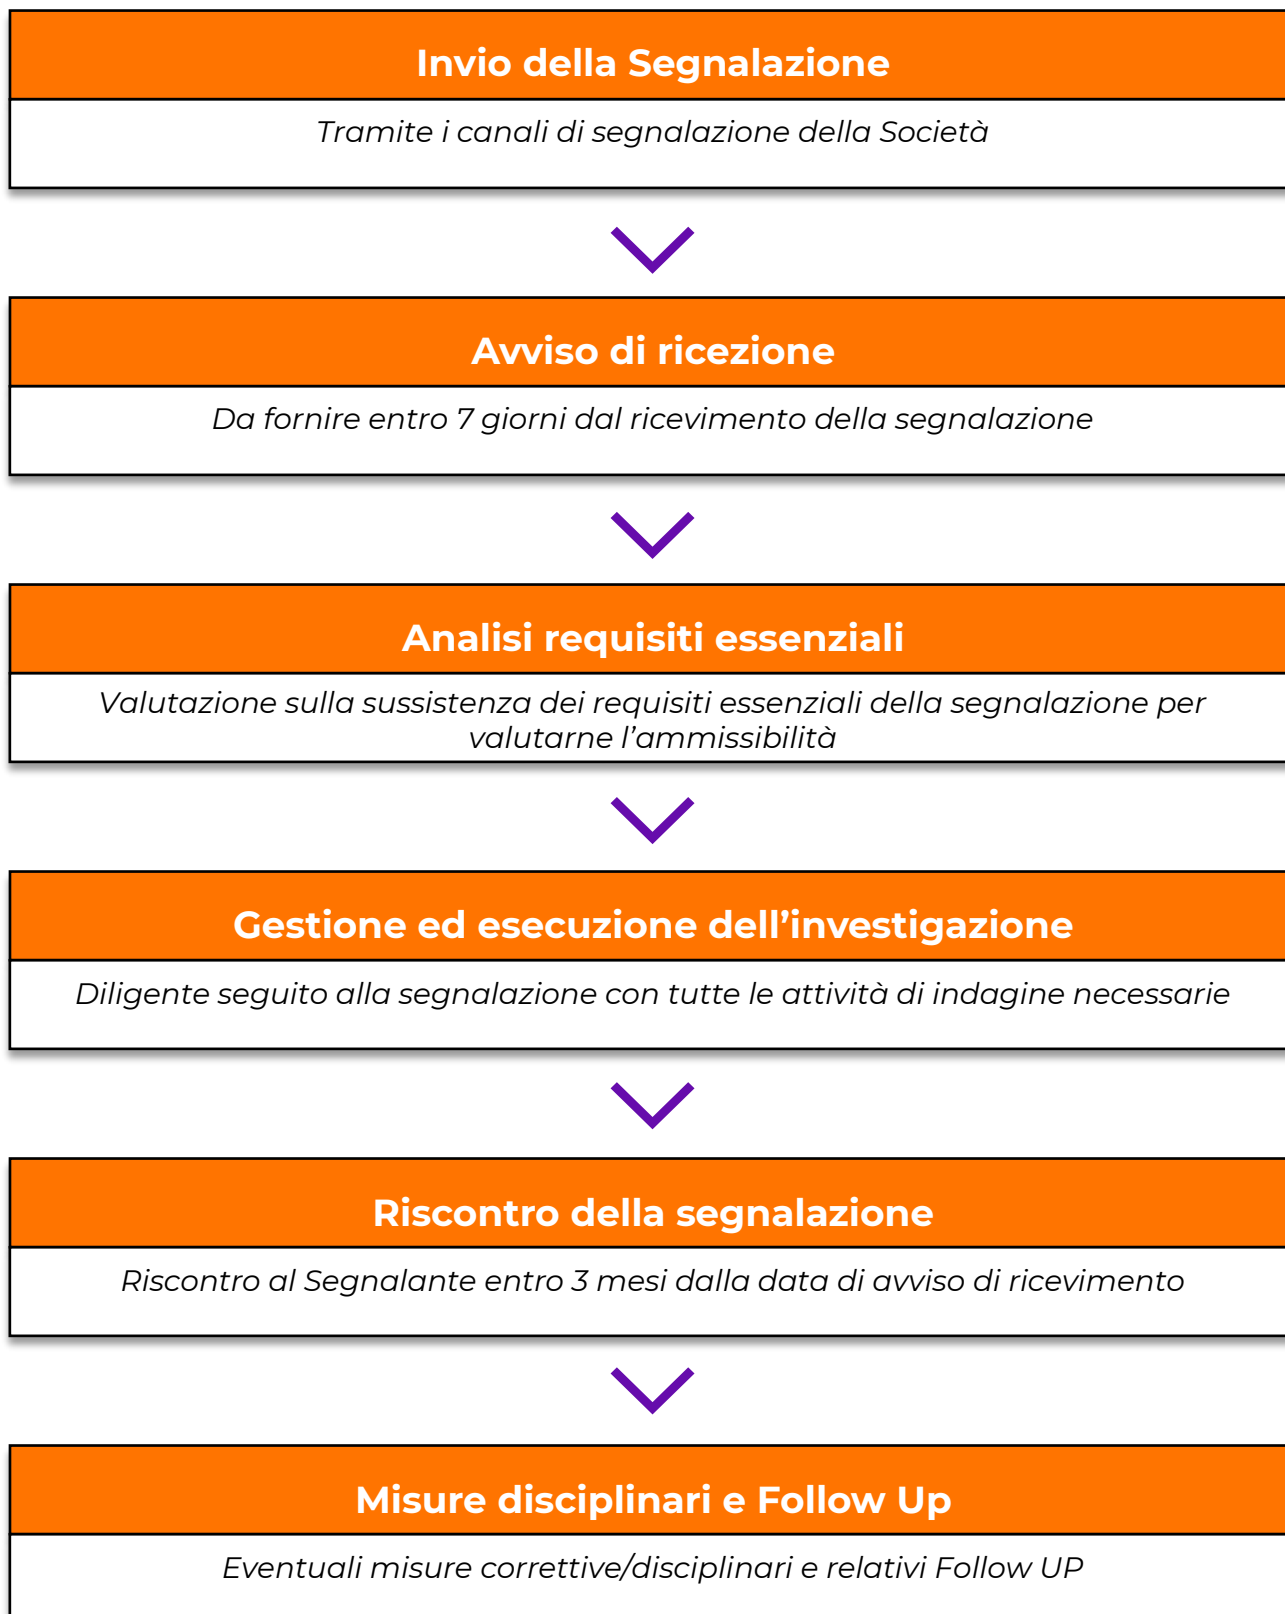 Invio della Segnalazione
Tramite i canali di segnalazione della Società
Avviso di ricezione
Da fornire entro 7 giorni dal ricevimento della segnalazione
Analisi requisiti essenziali
Valutazione sulla sussistenza dei requisiti essenziali della segnalazione per
valutarne l’ammissibilità
Gestione ed esecuzione dell’investigazione
Diligente seguito alla segnalazione con tutte le attività di indagine necessarie
Riscontro della segnalazione
Riscontro al Segnalante entro 3 mesi dalla data di avviso di ricevimento
Misure disciplinari e Follow Up
Eventuali misure correttive/disciplinari e relativi Follow UP